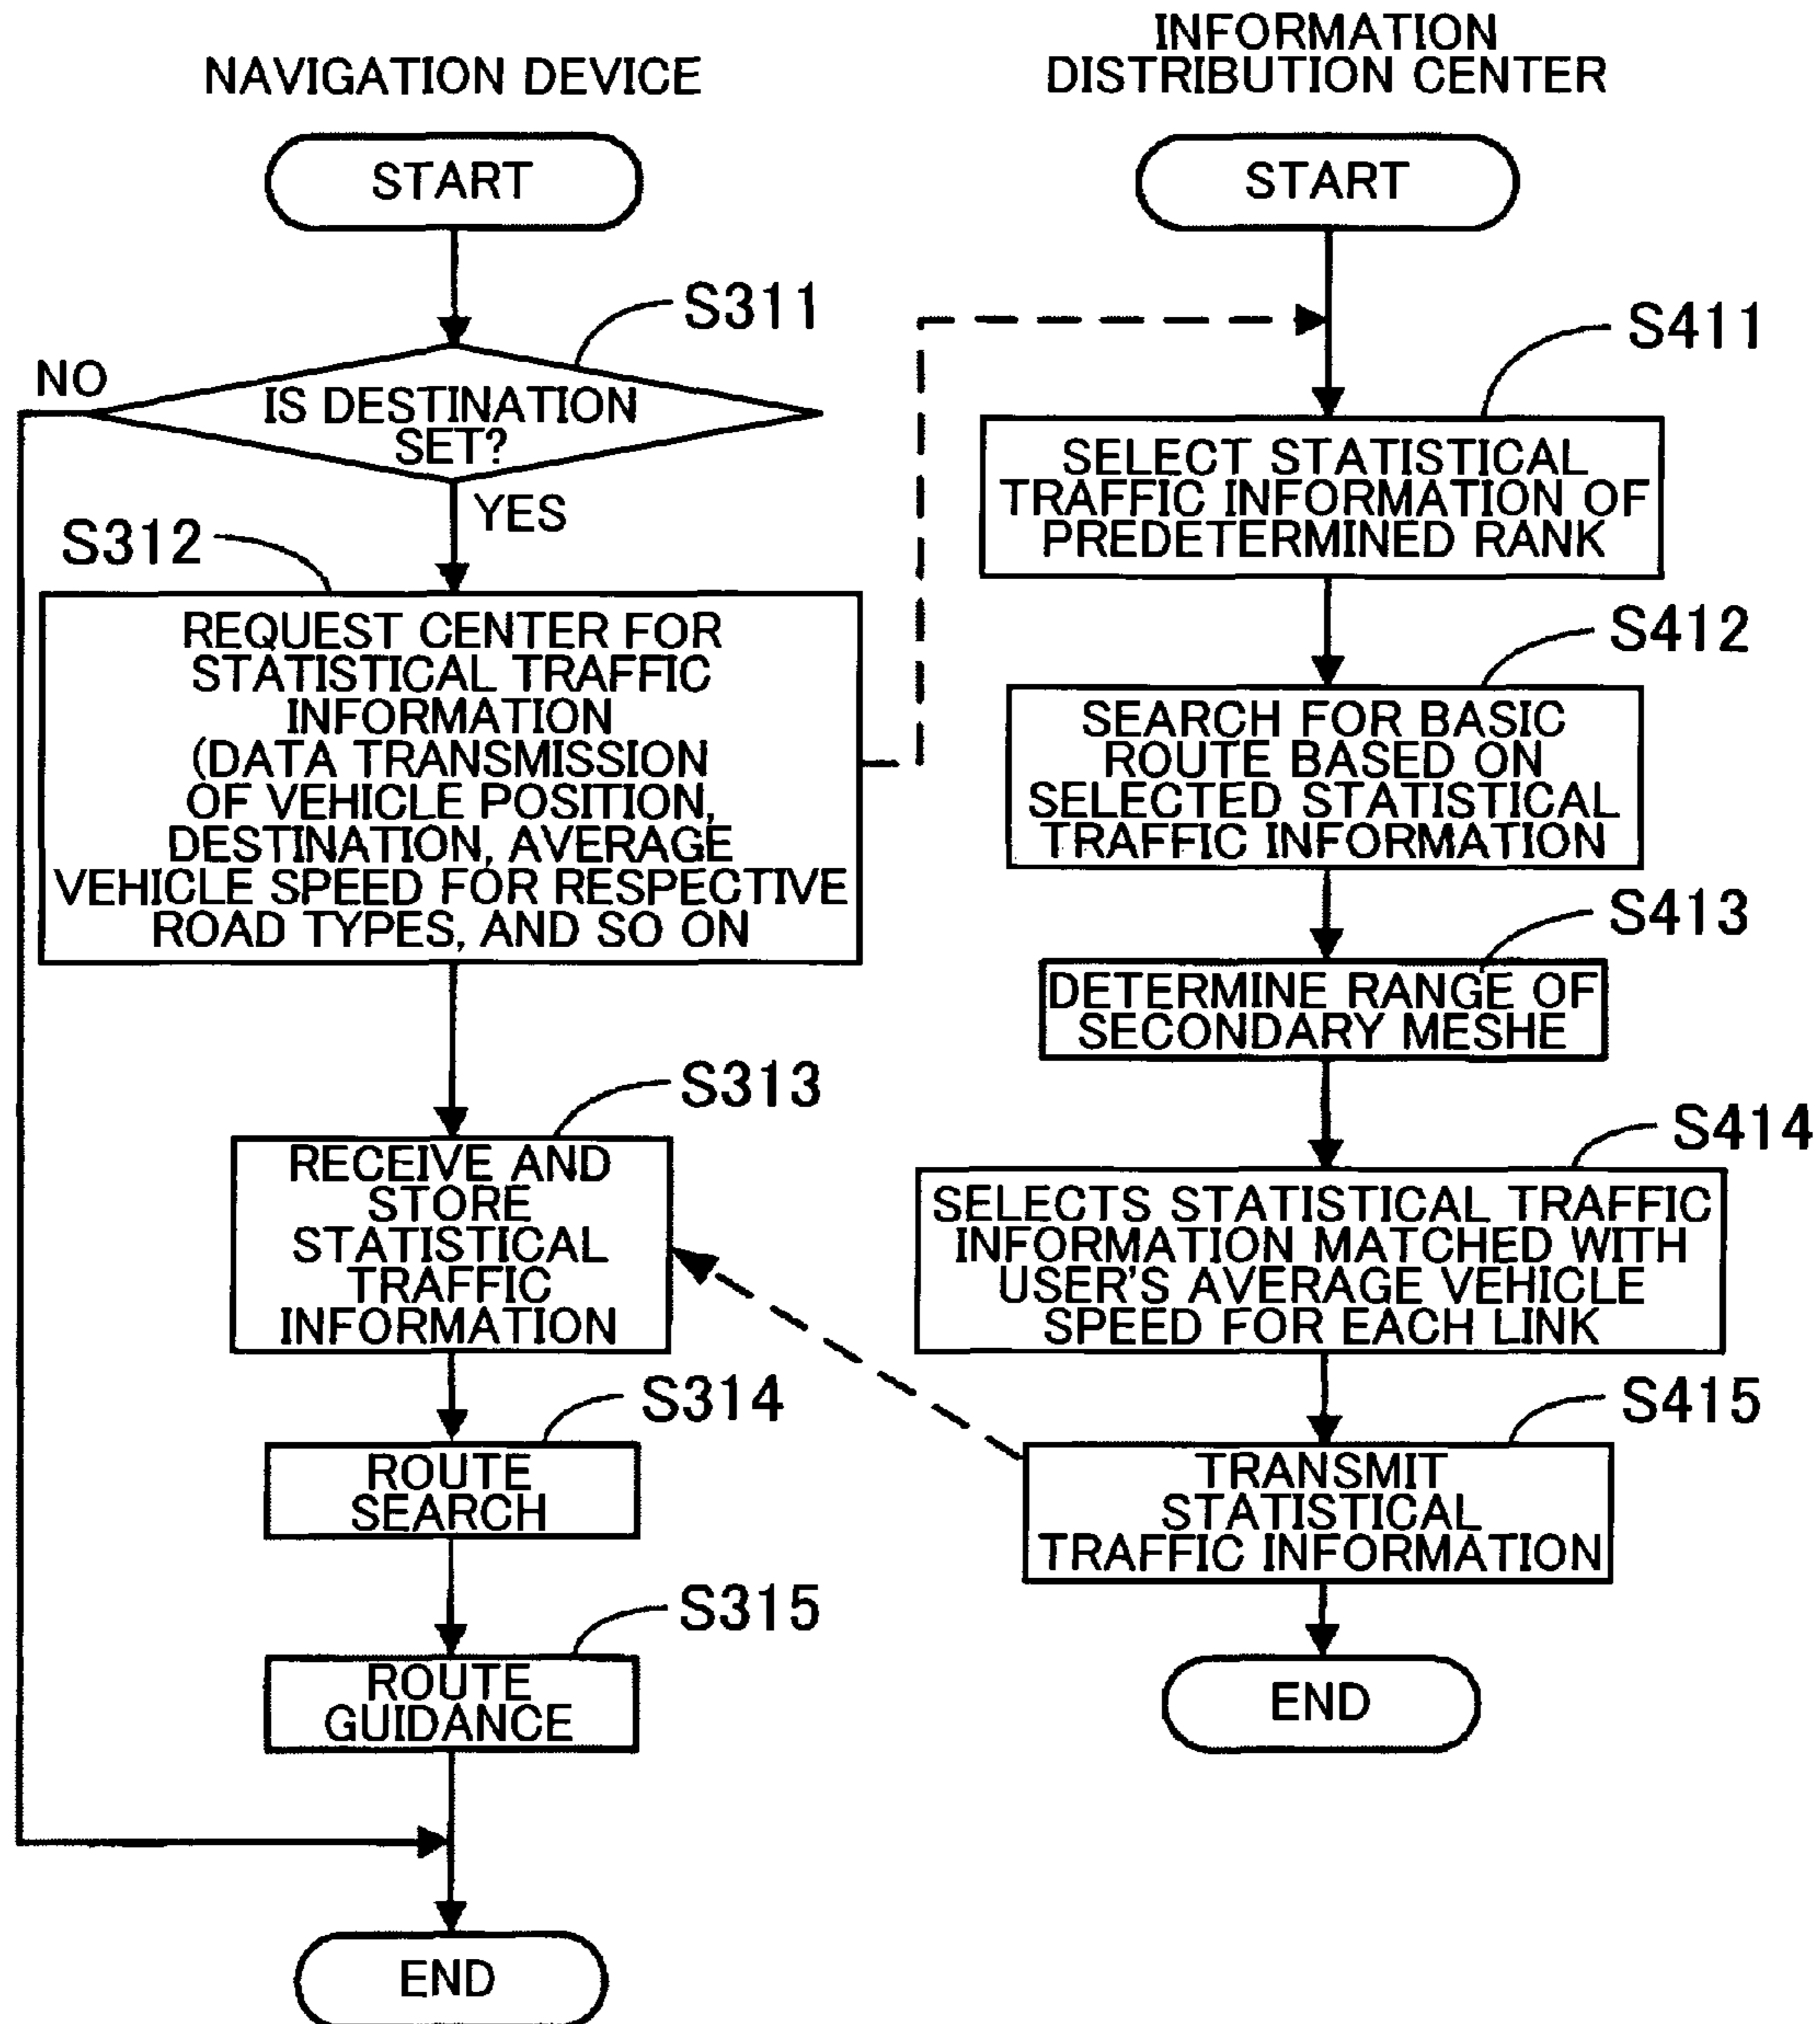 NAVIGATION DEVICE
START
S311
NO
IS DESTINATION
SET?
YES
S312
REQUEST CENTER FOR
STATISTICAL TRAFFIC
INFORMATION
(DATA TRANSMISSION
OF VEHICLE POSITION,
DESTINATION, AVERAGE
VEHICLE SPEED FOR RESPECTIVE
ROAD TYPES, AND SO ON
S313
RECEIVE AND
STORE
STATISTICAL
TRAFFIC
INFORMATION
S314
ROUTE
SEARCH
S315
ROUTE
GUIDANCE
END
INFORMATION
DISTRIBUTION CENTER
START
S411
SELECT STATISTICAL
TRAFFIC INFORMATION OF
PREDETERMINED RANK
S412
SEARCH FOR BASIC
ROUTE BASED ON
SELECTED STATISTICAL
TRAFFIC INFORMATION
S413
DETERMINE RANGE OF
SECONDARY MESHE
S414
SELECTS STATISTICAL TRAFFIC
INFORMATION MATCHED WITH
USER'S AVERAGE VEHICLE
SPEED FOR EACH LINK
S415
TRANSMIT
STATISTICAL
TRAFFIC INFORMATION
END